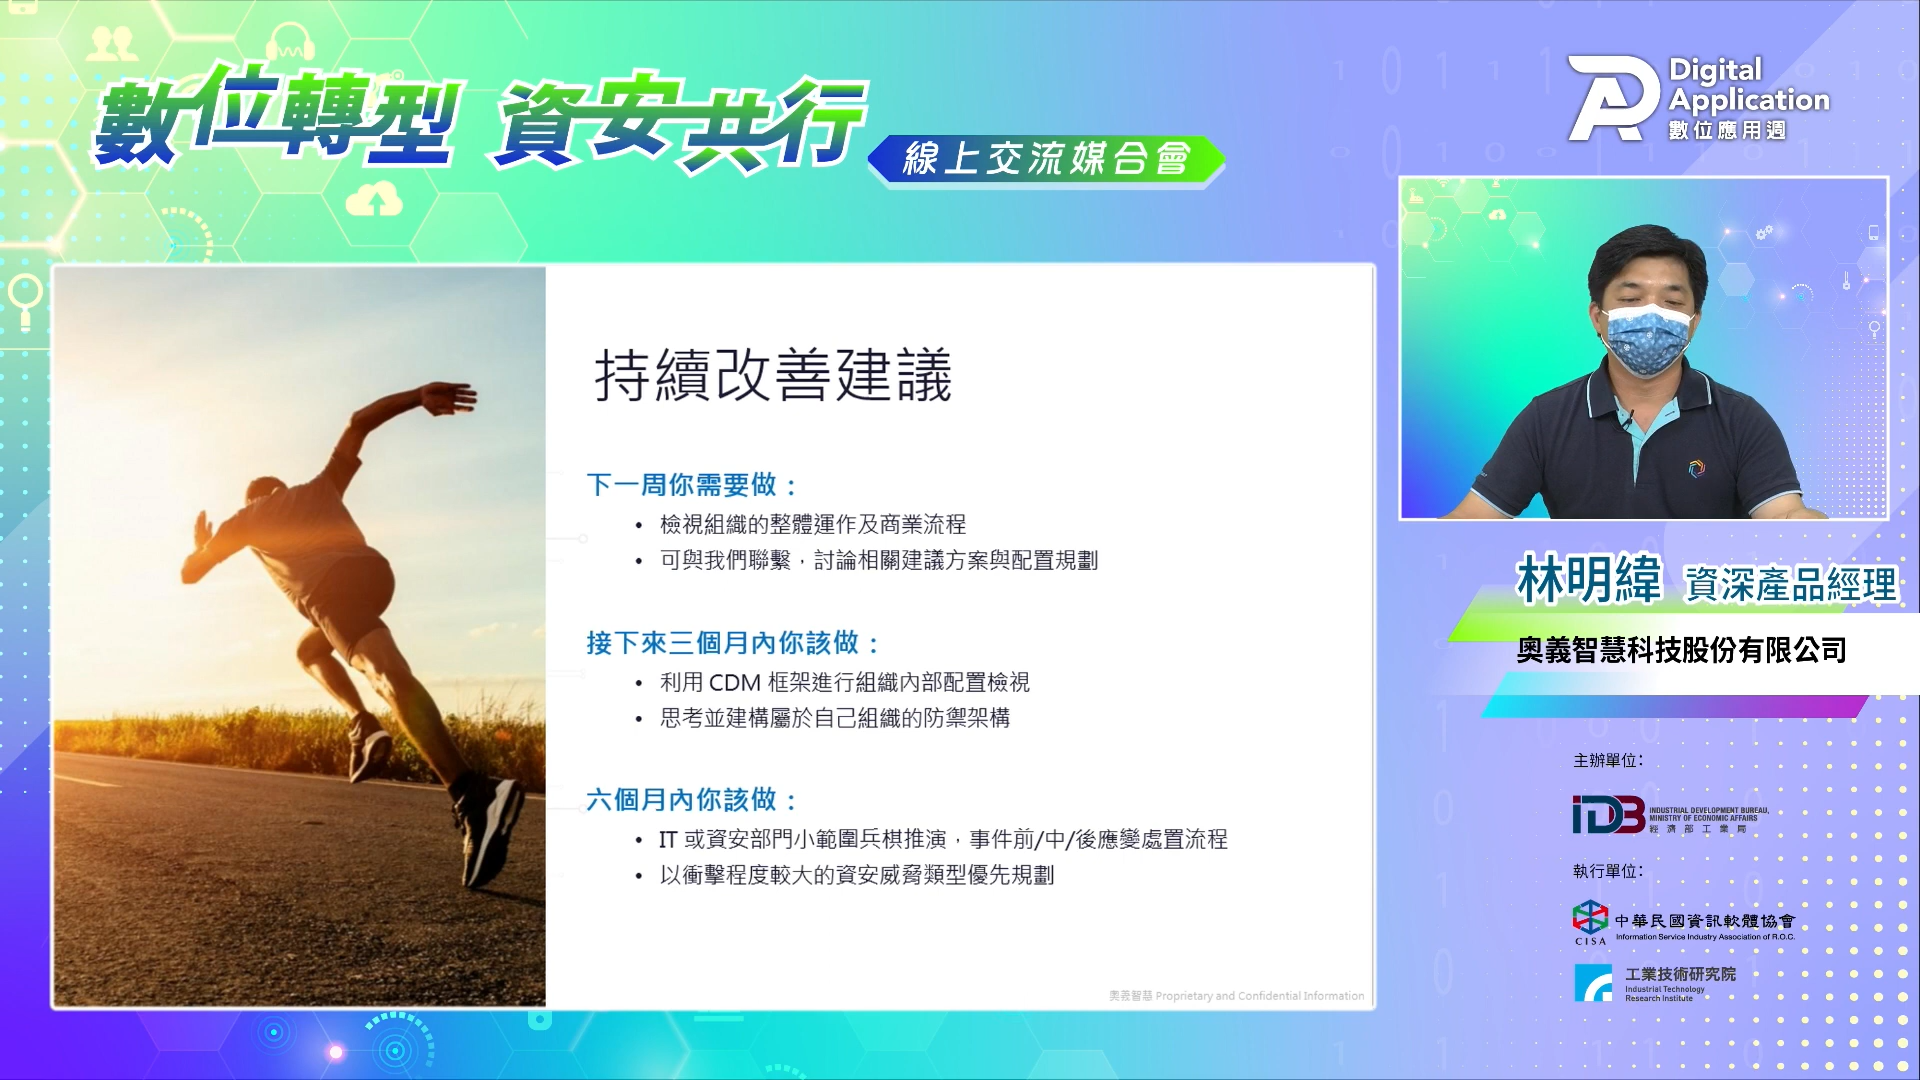 數位轉型 資安共行
線上交流媒合會
Digital
Application
數位應用週
持續改善建議
下一周你需要做：
• 檢視組織的整體運作及商業流程
• 可與我們聯繫，討論相關建議方案與配置規劃
接下來三個月內你該做：
• 利用 CDM 框架進行組織內部配置檢視
• 思考並建構屬於自己組織的防禦架構
六個月內你該做：
• IT 或資安部門小範圍兵棋推演，事件前/中/後應變處置流程
• 以衝擊程度較大的資安威脅類型優先規劃
奧義智慧 Proprietary and Confidential Information
林明緯 資深產品經理
奧義智慧科技股份有限公司
主辦單位：
IDB
INDUSTRIAL DEVELOPMENT BUREAU,
MINISTRY OF ECONOMIC AFFAIRS
經濟部工業局
執行單位：
CISA
中華民國資訊軟體協會
Information Service Industry Association of R.O.C.
工業技術研究院
Industrial Technology
Research Institute